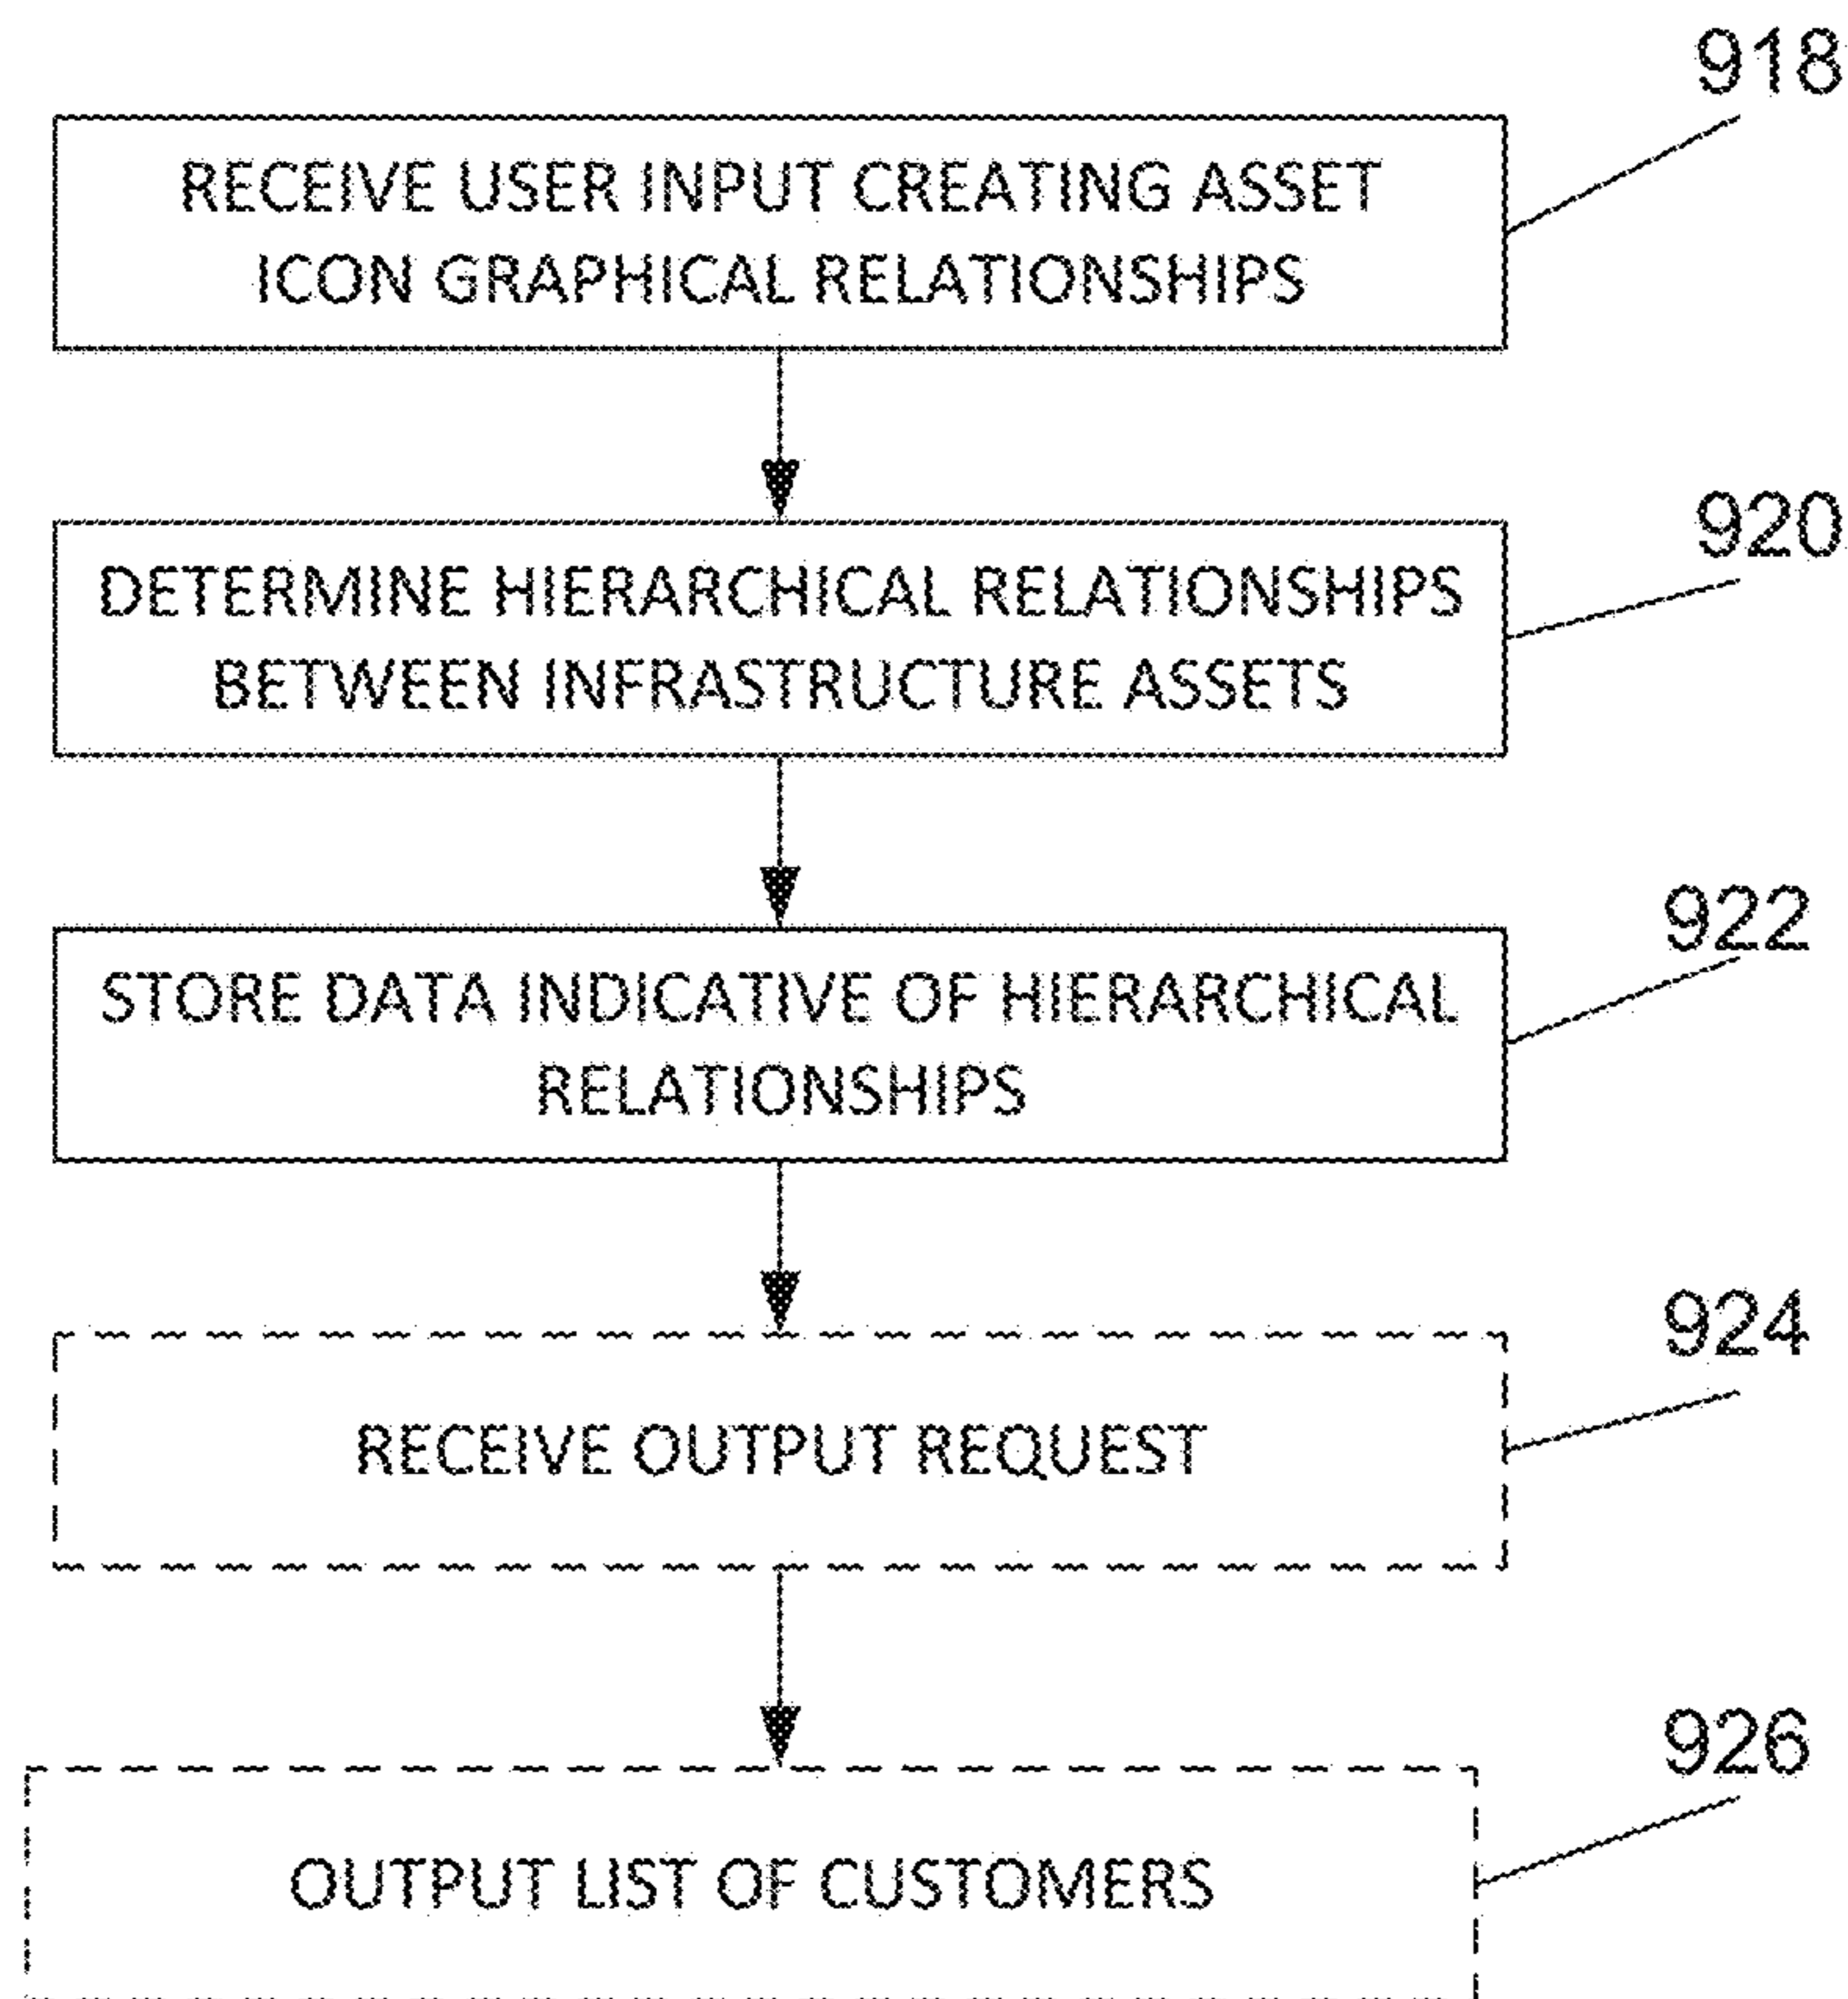 918
RECEIVE USER INPUT CREATING ASSET
ICON GRAPHICAL RELATIONSHIPS
920
DETERMINE HIERARCHICAL RELATIONSHIPS
BETWEEN INFRASTRUCTURE ASSETS
922
STORE DATA INDICATIVE OF HIERARCHICAL
RELATIONSHIPS
924
RECEIVE OUTPUT REQUEST
926
OUTPUT LIST OF CUSTOMERS